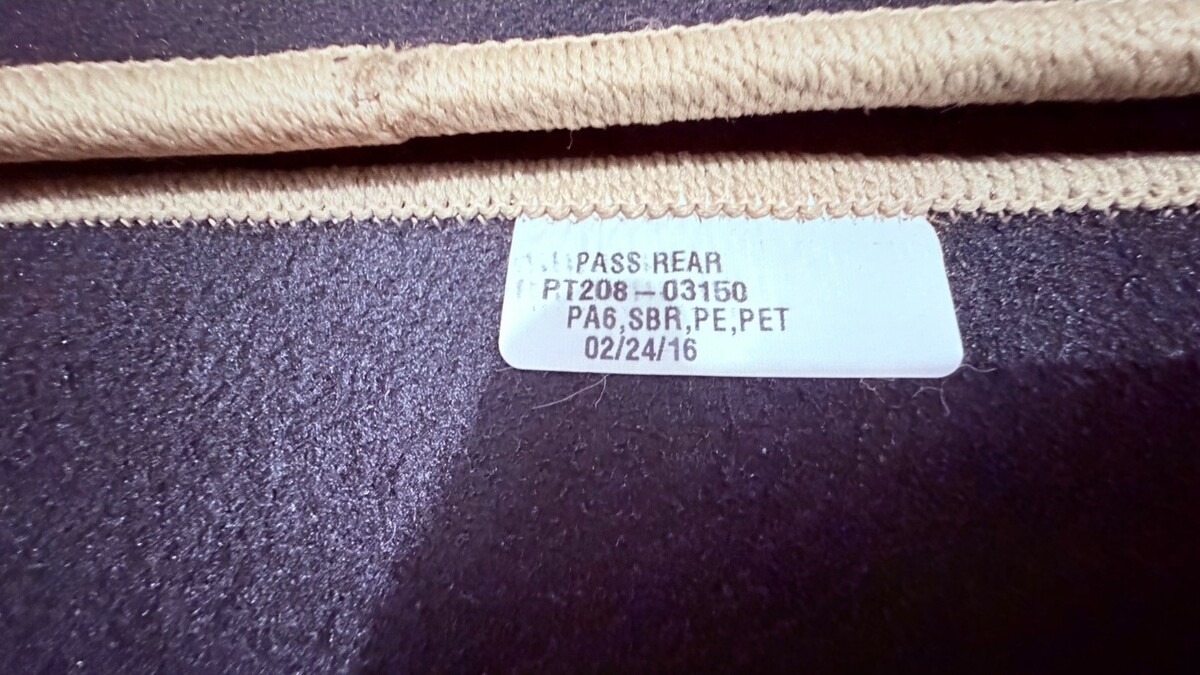 PASS REAR
PT208-03150
PA6,SBR,PE,PET
02/24/16